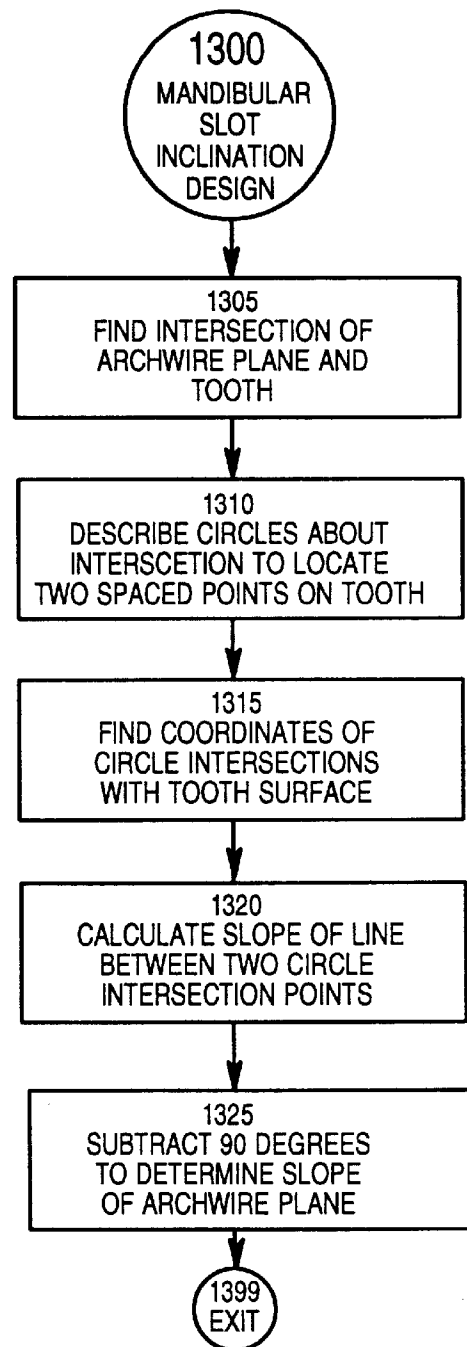 1300
MANDIBULAR
SLOT
INCLINATION
DESIGN
1305
FIND INTERSECTION OF
ARCHWIRE PLANE AND
TOOTH
1310
DESCRIBE CIRCLES ABOUT
INTERSCETION TO LOCATE
TWO SPACED POINTS ON TOOTH
1315
FIND COORDINATES OF
CIRCLE INTERSECTIONS
WITH TOOTH SURFACE
1320
CALCULATE SLOPE OF LINE
BETWEEN TWO CIRCLE
INTERSECTION POINTS
1325
SUBTRACT 90 DEGREES
TO DETERMINE SLOPE
OF ARCHWIRE PLANE
1399
EXIT